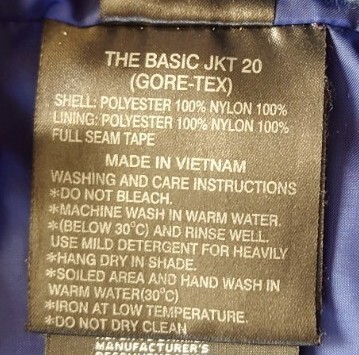 THE BASIC JKT 20
(GORE-TEX)
SHELL: POLYESTER 100% NYLON 100%
LINING: POLYESTER 100% NYLON 100%
FULL SEAM TAPE
MADE IN VIETNAM
WASHING AND CARE INSTRUCTIONS
*DO NOT BLEACH.
*MACHINE WASH IN WARM WATER.
*(BELOW 30°C) AND RINSE WELL.
USE MILD DETERGENT FOR HEAVILY
*HANG DRY IN SHADE.
*SOILED AREA AND HAND WASH IN
WARM WATER(30°C)
*IRON AT LOW TEMPERATURE.
*DO NOT DRY CLEAN
MANUFACTURER'S